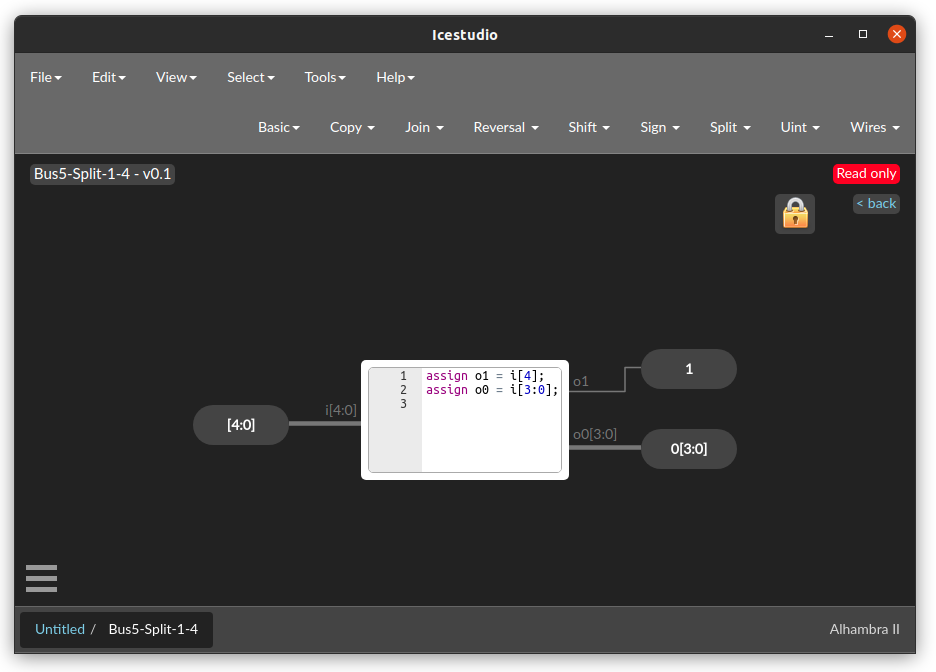 Icestudio
File Edit View Select Tools Help
Basic Copy Join Reversal Shift Sign Split Uint Wires
Bus5-Split-1-4 - v0.1
Read only
< back
1 assign o1 = i[4];
2 assign o0 = i[3:0];
3
[4:0]
i[4:0]
o1
1
o0[3:0]
0[3:0]
Untitled / Bus5-Split-1-4
Alhambra II